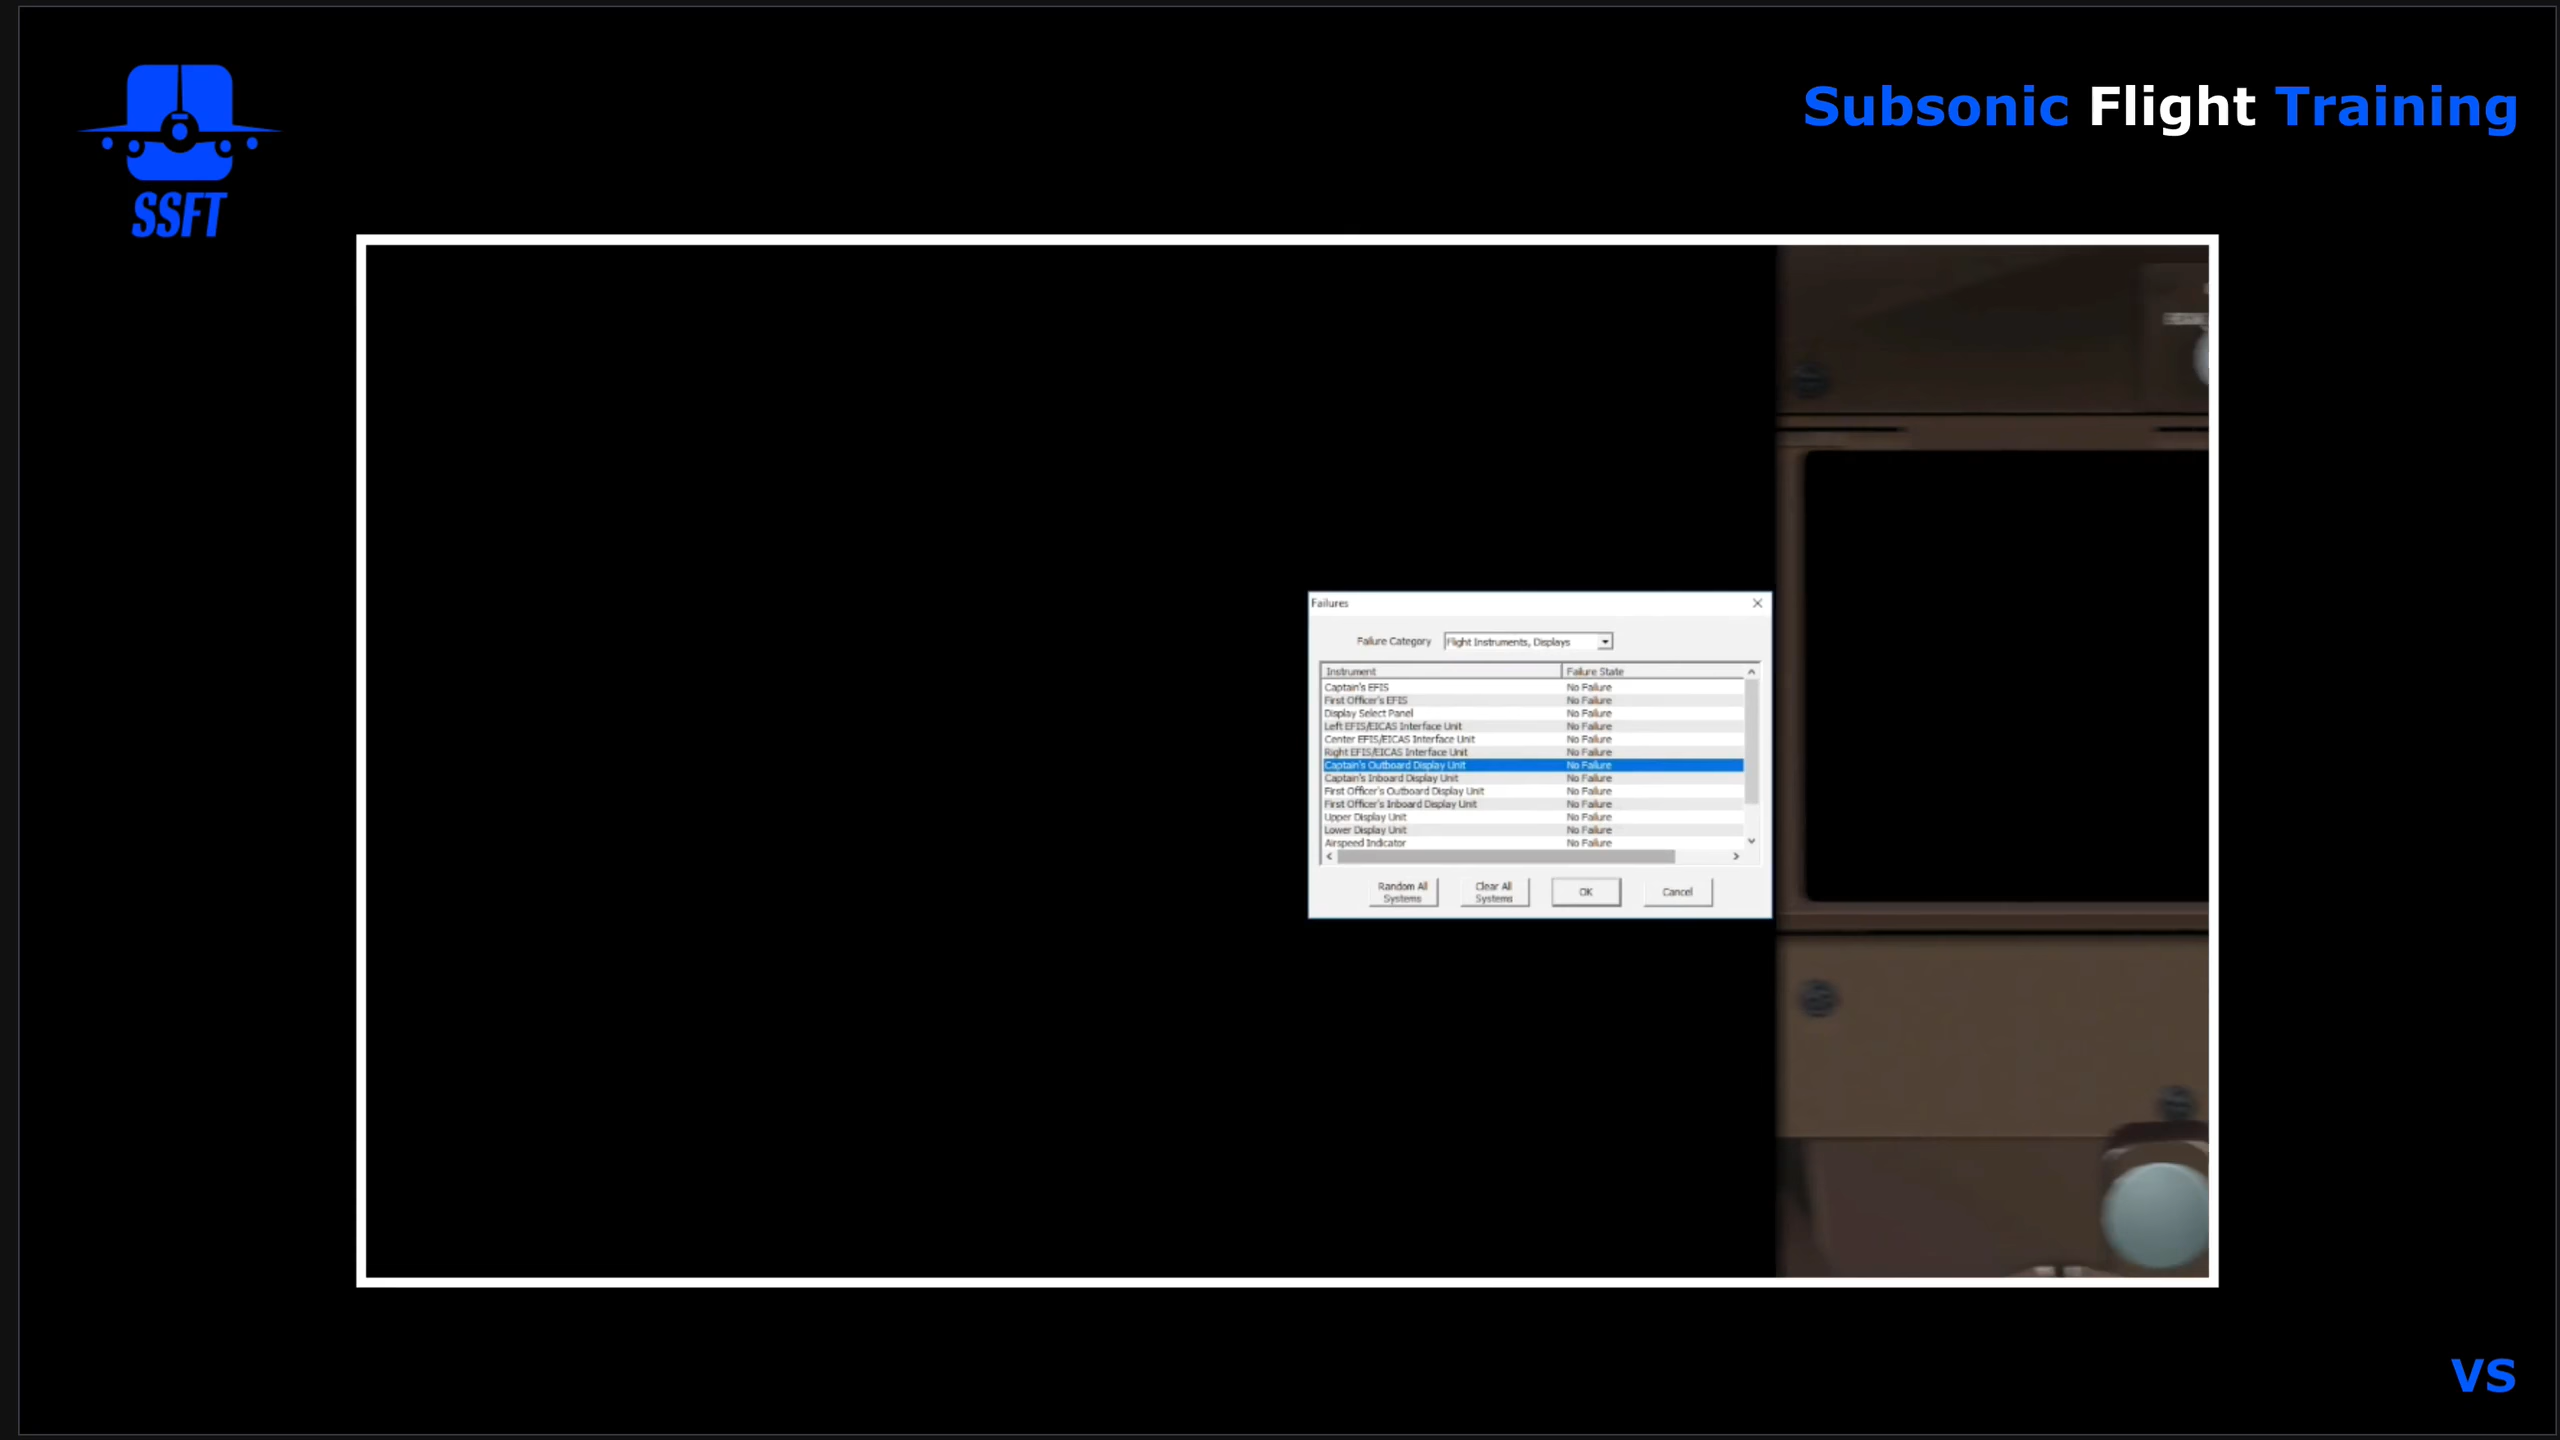 Subsonic Flight Training
SSFT
Failures
Failure Category Flight Instruments, Displays
Instrument Failure State
Captain's EFIS No Failure
First Officer's EFIS No Failure
Display Select Panel No Failure
Left EFIS/EICAS Interface Unit No Failure
Center EFIS/EICAS Interface Unit No Failure
Right EFIS/EICAS Interface Unit No Failure
Captain's Outboard Display Unit No Failure
Captain's Inboard Display Unit No Failure
First Officer's Outboard Display Unit No Failure
First Officer's Inboard Display Unit No Failure
Upper Display Unit No Failure
Lower Display Unit No Failure
Airspeed Indicator No Failure
Random All Systems
Clear All Systems
OK
Cancel
VS